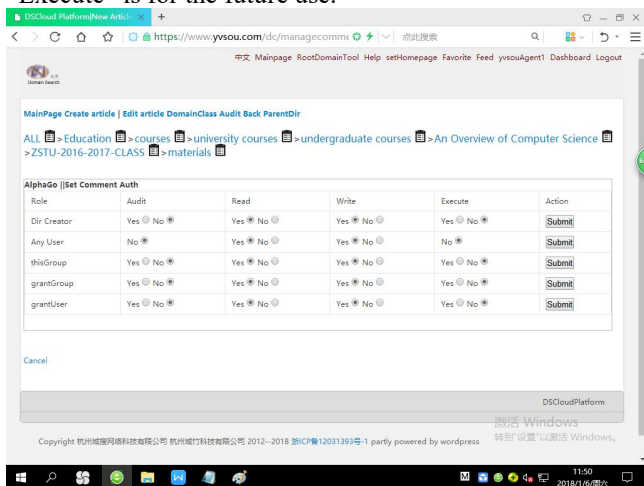 "Execute" is for the future use.
DSCloud Platform|New Article
https://www.yvsou.com/dc/managecomme
点此搜索
中文 Mainpage RootDomainTool Help setHomepage Favorite Feed yvsouAgent1 Dashboard Logout
Domain Search
MainPage Create article | Edit article DomainClass Audit Back ParentDir
ALL >Education >courses >university courses >undergraduate courses >An Overview of Computer Science
>ZSTU-2016-2017-CLASS >materials
AlphaGo ||Set Comment Auth
Role Audit Read Write Execute Action
Dir Creator Yes No Yes No Yes No Yes No Submit
Any User No Yes No Yes No No Submit
thisGroup Yes No Yes No Yes No Yes No Submit
grantGroup Yes No Yes No Yes No Yes No Submit
grantUser Yes No Yes No Yes No Yes No Submit
Cancel
DSCloudPlatform
激活 Windows
转到"设置"以激活 Windows。
Copyright 杭州域搜网络科技有限公司 杭州域竹科技有限公司 2012--2018 浙ICP备12031393号-1 partly powered by wordpress
11:50
2018/1/6/周六